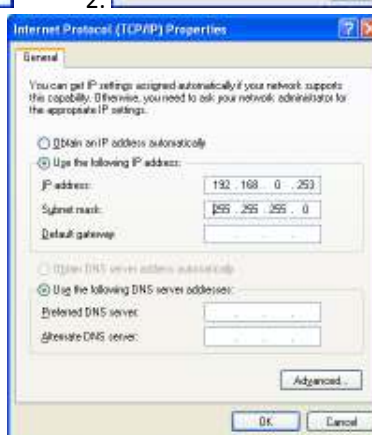 2.
Internet Protocol (TCP/IP) Properties
General
You can get IP settings assigned automatically if your network supports
this capability. Otherwise, you need to ask your network administrator for
the appropriate IP settings.
Obtain an IP address automatically
Use the following IP address:
IP address: 192 . 168 . 0 . 253
Subnet mask: 255 . 255 . 255 . 0
Default gateway: . . .
Obtain DNS server address automatically
Use the following DNS server addresses:
Preferred DNS server: . . .
Alternate DNS server: . . .
Advanced...
OK Cancel